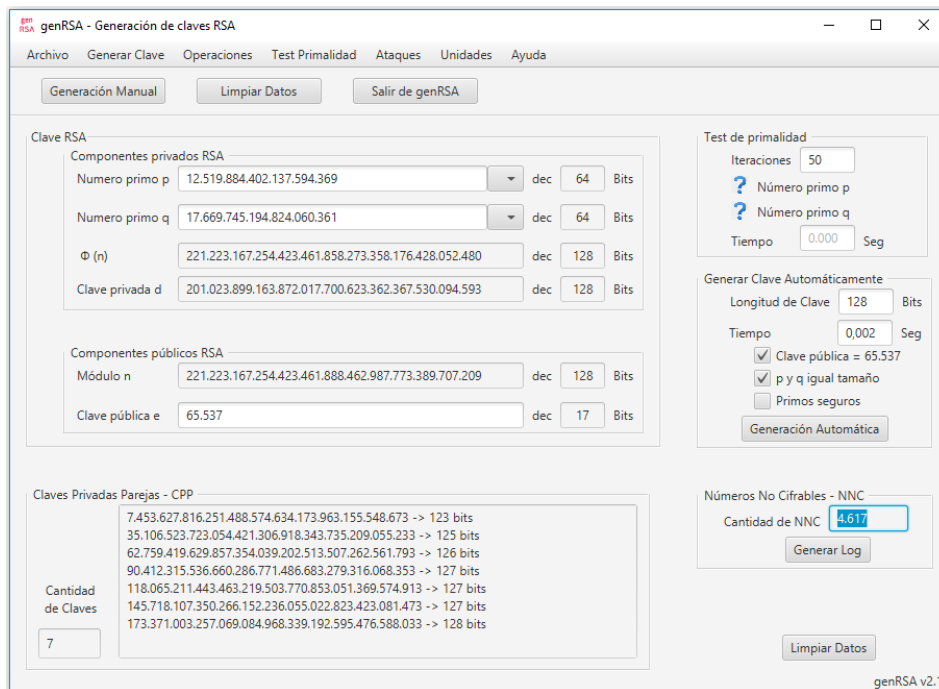 gen RSA genRSA - Generación de claves RSA
Archivo Generar Clave Operaciones Test Primalidad Ataques Unidades Ayuda
Generación Manual Limpiar Datos Salir de genRSA
Clave RSA
Componentes privados RSA
Numero primo p 12.519.884.402.137.594.369 dec 64 Bits
Numero primo q 17.669.745.194.824.060.361 dec 64 Bits
Φ (n) 221.223.167.254.423.461.858.273.358.176.428.052.480 dec 128 Bits
Clave privada d 201.023.899.163.872.017.700.623.362.367.530.094.593 dec 128 Bits
Componentes públicos RSA
Módulo n 221.223.167.254.423.461.888.462.987.773.389.707.209 dec 128 Bits
Clave pública e 65.537 dec 17 Bits
Test de primalidad
Iteraciones 50
? Número primo p
? Número primo q
Tiempo 0.000 Seg
Generar Clave Automáticamente
Longitud de Clave 128 Bits
Tiempo 0,002 Seg
Clave pública = 65.537
p y q igual tamaño
Primos seguros
Generación Automática
Claves Privadas Parejas - CPP
7.453.627.816.251.488.574.634.173.963.155.548.673 -> 123 bits
35.106.523.723.054.421.306.918.343.735.209.055.233 -> 125 bits
62.759.419.629.857.354.039.202.513.507.262.561.793 -> 126 bits
90.412.315.536.660.286.771.486.683.279.316.068.353 -> 127 bits
118.065.211.443.463.219.503.770.853.051.369.574.913 -> 127 bits
145.718.107.350.266.152.236.055.022.823.423.081.473 -> 127 bits
173.371.003.257.069.084.968.339.192.595.476.588.033 -> 128 bits
Cantidad
de Claves
7
Números No Cifrables - NNC
Cantidad de NNC 4.617
Generar Log
Limpiar Datos
genRSA v2.1